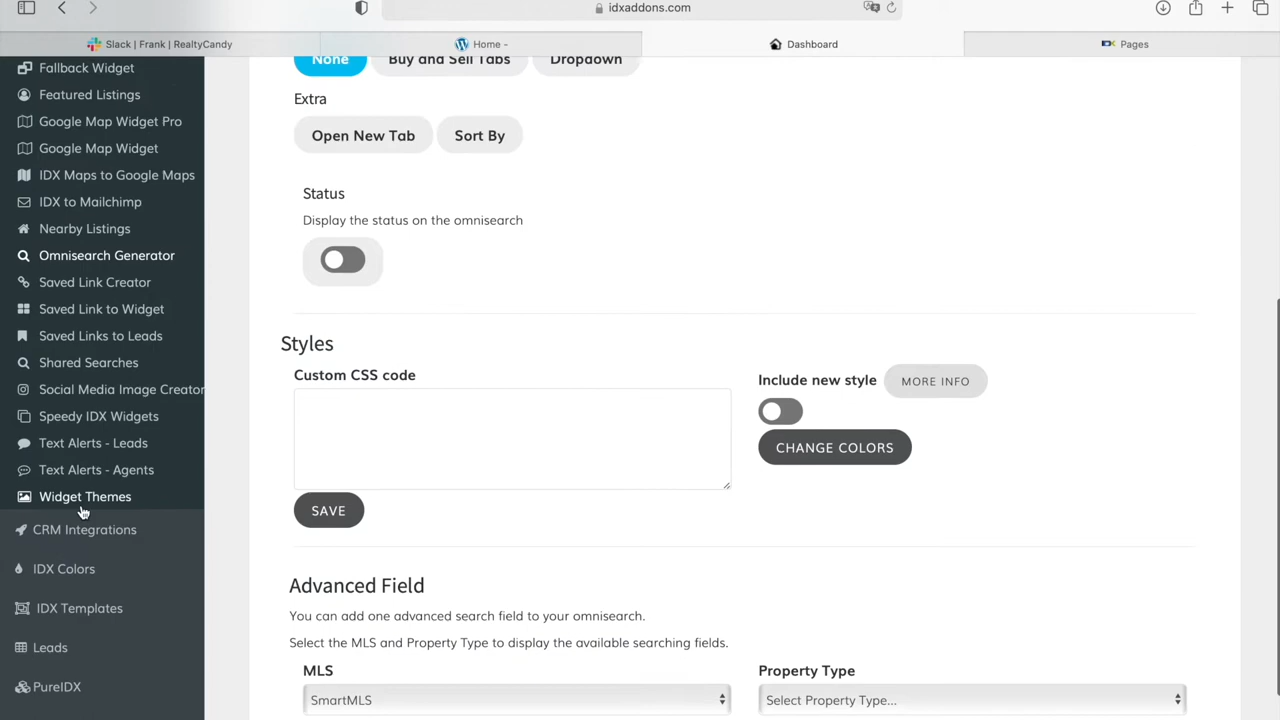 idxaddons.com
Slack | Frank | RealtyCandy
Home -
Dashboard
Pages
Fallback Widget
Featured Listings
Google Map Widget Pro
Google Map Widget
IDX Maps to Google Maps
IDX to Mailchimp
Nearby Listings
Omnisearch Generator
Saved Link Creator
Saved Link to Widget
Saved Links to Leads
Shared Searches
Social Media Image Creator
Speedy IDX Widgets
Text Alerts - Leads
Text Alerts - Agents
Widget Themes
CRM Integrations
IDX Colors
IDX Templates
Leads
PureIDX
None
Buy and Sell Tabs
Dropdown
Extra
Open New Tab
Sort By
Status
Display the status on the omnisearch
Styles
Custom CSS code
SAVE
Include new style
MORE INFO
CHANGE COLORS
Advanced Field
You can add one advanced search field to your omnisearch.
Select the MLS and Property Type to display the available searching fields.
MLS
SmartMLS
Property Type
Select Property Type...